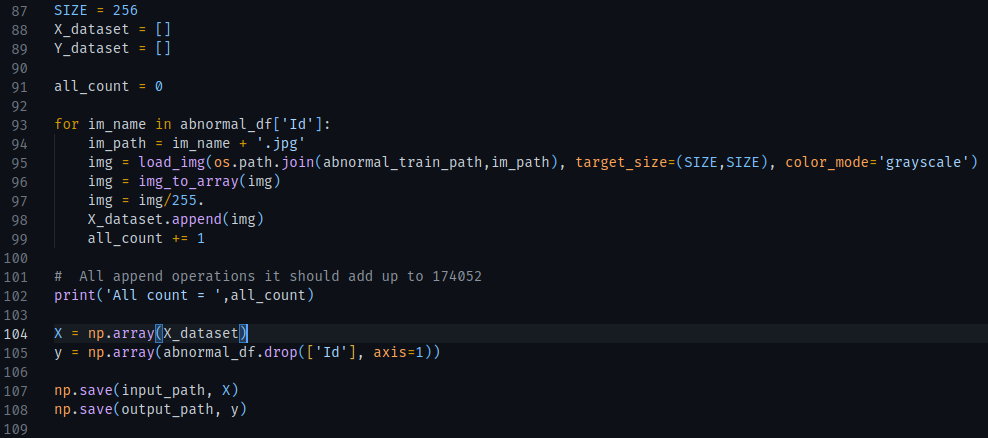 87 SIZE = 256
88 X_dataset = []
89 Y_dataset = []
90
91 all_count = 0
92
93 for im_name in abnormal_df['Id']:
94     im_path = im_name + '.jpg'
95     img = load_img(os.path.join(abnormal_train_path,im_path), target_size=(SIZE,SIZE), color_mode='grayscale')
96     img = img_to_array(img)
97     img = img/255.
98     X_dataset.append(img)
99     all_count += 1
100
101 #  All append operations it should add up to 174052
102 print('All count = ',all_count)
103
104 X = np.array(X_dataset)
105 y = np.array(abnormal_df.drop(['Id'], axis=1))
106
107 np.save(input_path, X)
108 np.save(output_path, y)
109